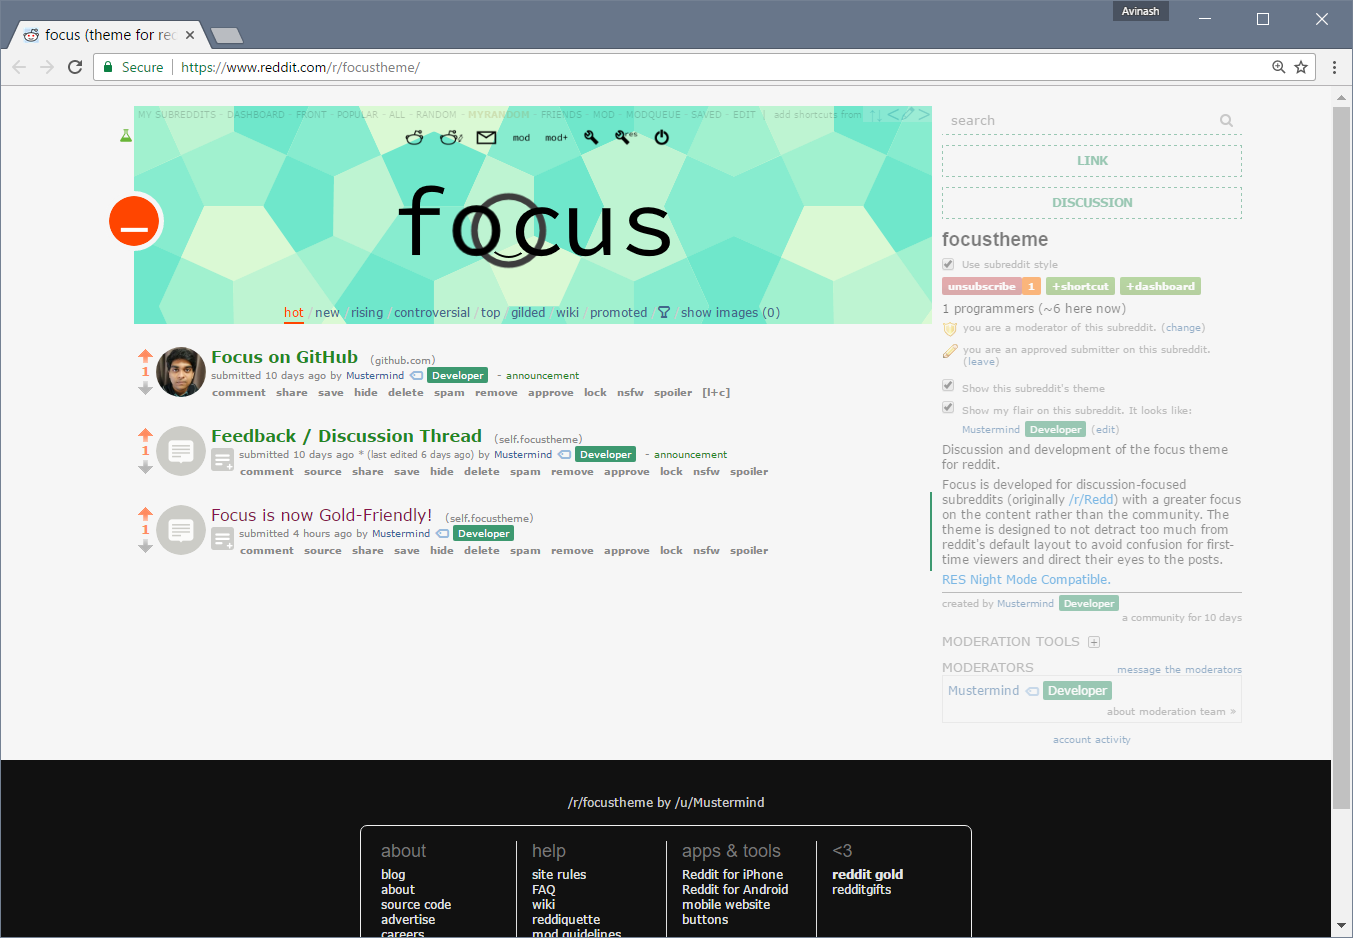 Avinash
focus (theme for red
Secure https://www.reddit.com/r/focustheme/
MY SUBREDDITS - DASHBOARD - FRONT - POPULAR - ALL - RANDOM - MYRANDOM - FRIENDS - MOD - MODQUEUE - SAVED - EDIT | add shortcuts from
mod mod+ res
focus
hot / new / rising / controversial / top / gilded / wiki / promoted / show images (0)
1
Focus on GitHub (github.com)
submitted 10 days ago by Mustermind Developer - announcement
comment share save hide delete spam remove approve lock nsfw spoiler [l+c]
1
Feedback / Discussion Thread (self.focustheme)
submitted 10 days ago * (last edited 6 days ago) by Mustermind Developer - announcement
comment source share save hide delete spam remove approve lock nsfw spoiler
1
Focus is now Gold-Friendly! (self.focustheme)
submitted 4 hours ago by Mustermind Developer
comment source share save hide delete spam remove approve lock nsfw spoiler
search
LINK
DISCUSSION
focustheme
Use subreddit style
unsubscribe 1 +shortcut +dashboard
1 programmers (~6 here now)
you are a moderator of this subreddit. (change)
you are an approved submitter on this subreddit.
(leave)
Show this subreddit's theme
Show my flair on this subreddit. It looks like:
Mustermind Developer (edit)
Discussion and development of the focus theme
for reddit.
Focus is developed for discussion-focused
subreddits (originally /r/Redd) with a greater focus
on the content rather than the community. The
theme is designed to not detract too much from
reddit's default layout to avoid confusion for first-
time viewers and direct their eyes to the posts.
RES Night Mode Compatible.
created by Mustermind Developer
a community for 10 days
MODERATION TOOLS
MODERATORS message the moderators
Mustermind Developer
about moderation team »
account activity
/r/focustheme by /u/Mustermind
about
blog
about
source code
advertise
careers
help
site rules
FAQ
wiki
reddiquette
mod guidelines
apps & tools
Reddit for iPhone
Reddit for Android
mobile website
buttons
<3
reddit gold
redditgifts